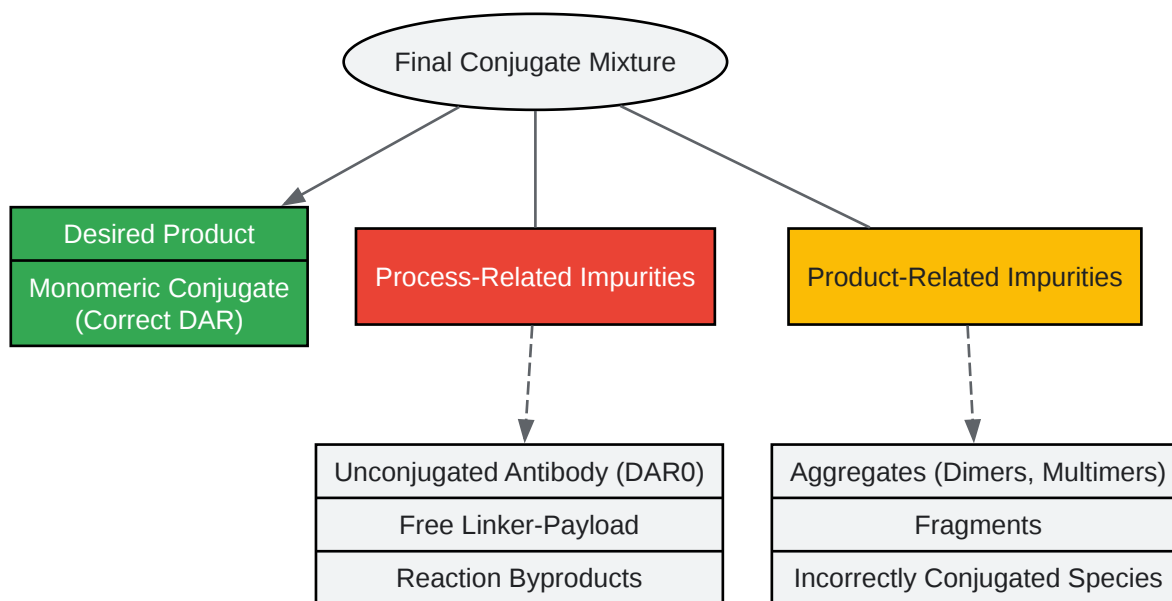 Final Conjugate Mixture
Desired Product
Monomeric Conjugate
(Correct DAR)
Process-Related Impurities
Product-Related Impurities
Unconjugated Antibody (DAR0)
Free Linker-Payload
Reaction Byproducts
Aggregates (Dimers, Multimers)
Fragments
Incorrectly Conjugated Species